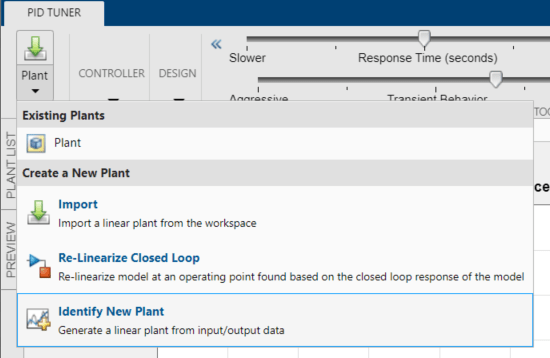 PID TUNER
Slower
Response Time (seconds)
Plant
CONTROLLER
DESIGN
Aggressive
Transient Behavior
TOO
Existing Plants
Plant
Create a New Plant
Import
Import a linear plant from the workspace
Re-Linearize Closed Loop
Re-linearize model at an operating point found based on the closed loop response of the model
Identify New Plant
Generate a linear plant from input/output data
PLANT LIST
PREVIEW
ce